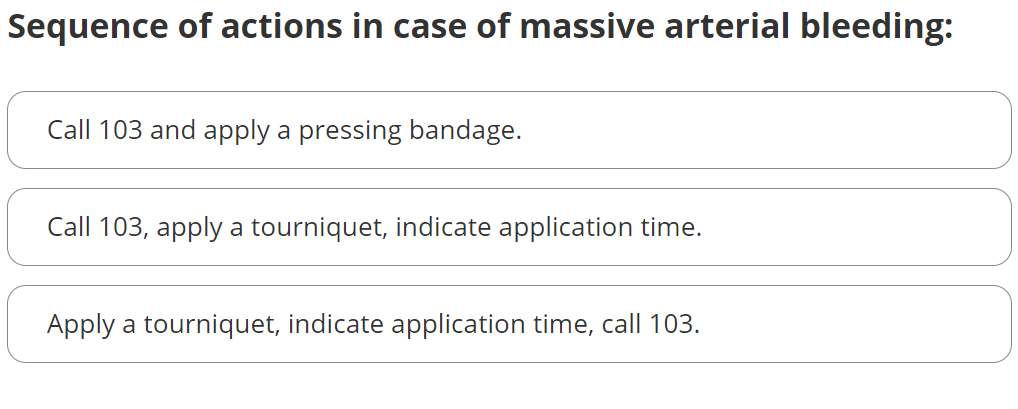 Sequence of actions in case of massive arterial bleeding:
Call 103 and apply a pressing bandage.
Call 103, apply a tourniquet, indicate application time.
Apply a tourniquet, indicate application time, call 103.